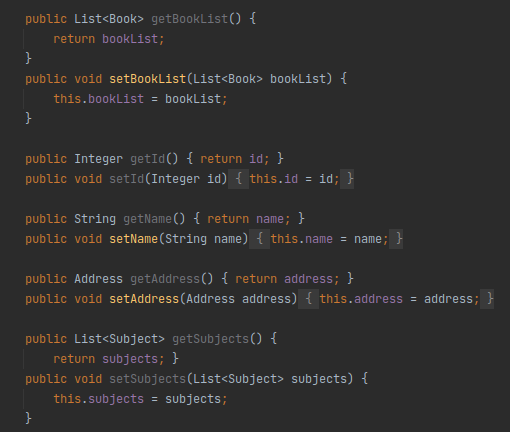 public List<Book> getBookList() {
    return bookList;
}
public void setBookList(List<Book> bookList) {
    this.bookList = bookList;
}
public Integer getId() { return id; }
public void setId(Integer id) { this.id = id; }
public String getName() { return name; }
public void setName(String name) { this.name = name; }
public Address getAddress() { return address; }
public void setAddress(Address address) { this.address = address; }
public List<Subject> getSubjects() {
    return subjects; }
public void setSubjects(List<Subject> subjects) {
    this.subjects = subjects;
}